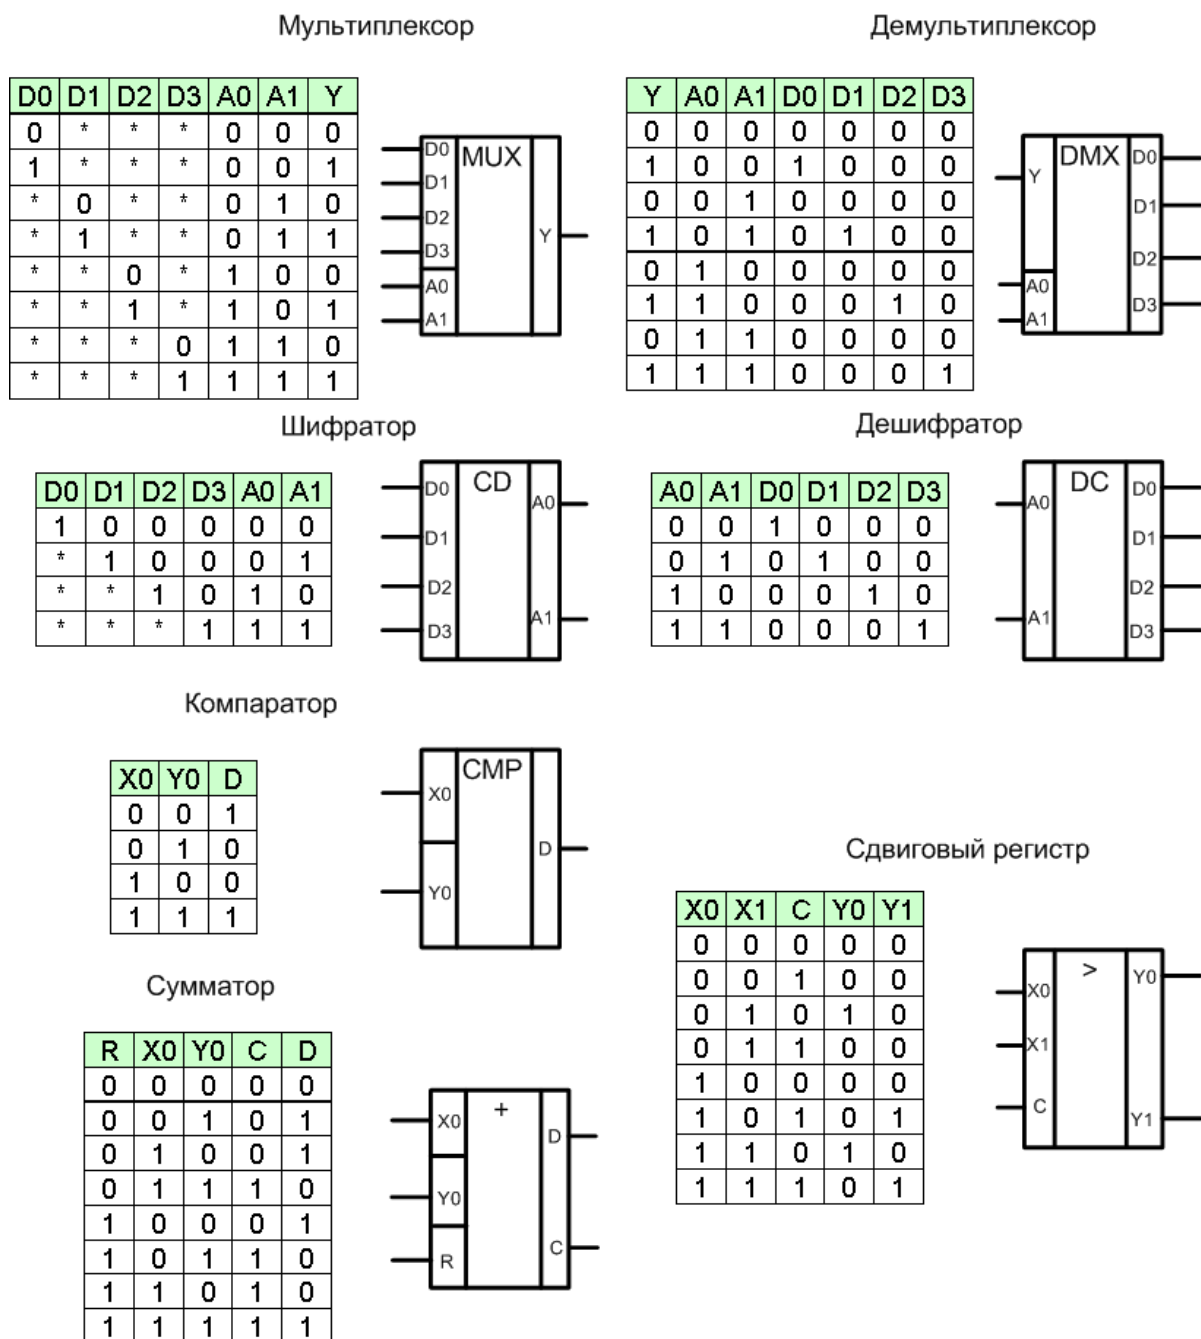 Мультиплексор
D0 D1 D2 D3 A0 A1 Y
0 * * * 0 0 0
1 * * * 0 0 1
* 0 * * 0 1 0
* 1 * * 0 1 1
* * 0 * 1 0 0
* * 1 * 1 0 1
* * * 0 1 1 0
* * * 1 1 1 1
D0 MUX
D1
D2
Y
D3
A0
A1
Демультиплексор
Y A0 A1 D0 D1 D2 D3
0 0 0 0 0 0 0
1 0 0 1 0 0 0
0 0 1 0 0 0 0
1 0 1 0 1 0 0
0 1 0 0 0 0 0
1 1 0 0 0 1 0
0 1 1 0 0 0 0
1 1 1 0 0 0 1
DMX D0
Y
D1
D2
A0
D3
A1
Шифратор
D0 D1 D2 D3 A0 A1
1 0 0 0 0 0
* 1 0 0 0 1
* * 1 0 1 0
* * * 1 1 1
D0 CD
A0
D1
D2
A1
D3
Дешифратор
A0 A1 D0 D1 D2 D3
0 0 1 0 0 0
0 1 0 1 0 0
1 0 0 0 1 0
1 1 0 0 0 1
DC D0
A0
D1
D2
A1
D3
Компаратор
X0 Y0 D
0 0 1
0 1 0
1 0 0
1 1 1
CMP
X0
D
Y0
Сдвиговый регистр
X0 X1 C Y0 Y1
0 0 0 0 0
0 0 1 0 0
0 1 0 1 0
0 1 1 0 0
1 0 0 0 0
1 0 1 0 1
1 1 0 1 0
1 1 1 0 1
> Y0
X0
X1
C
Y1
Сумматор
R X0 Y0 C D
0 0 0 0 0
0 0 1 0 1
0 1 0 0 1
0 1 1 1 0
1 0 0 0 1
1 0 1 1 0
1 1 0 1 0
1 1 1 1 1
X0 +
D
Y0
C
R